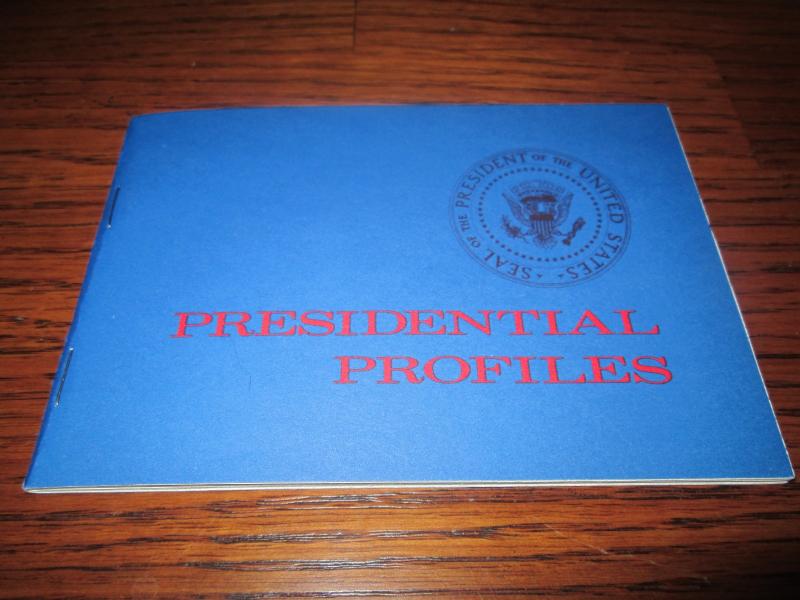 SEAL OF THE PRESIDENT OF THE UNITED STATES
PRESIDENTIAL
PROFILES